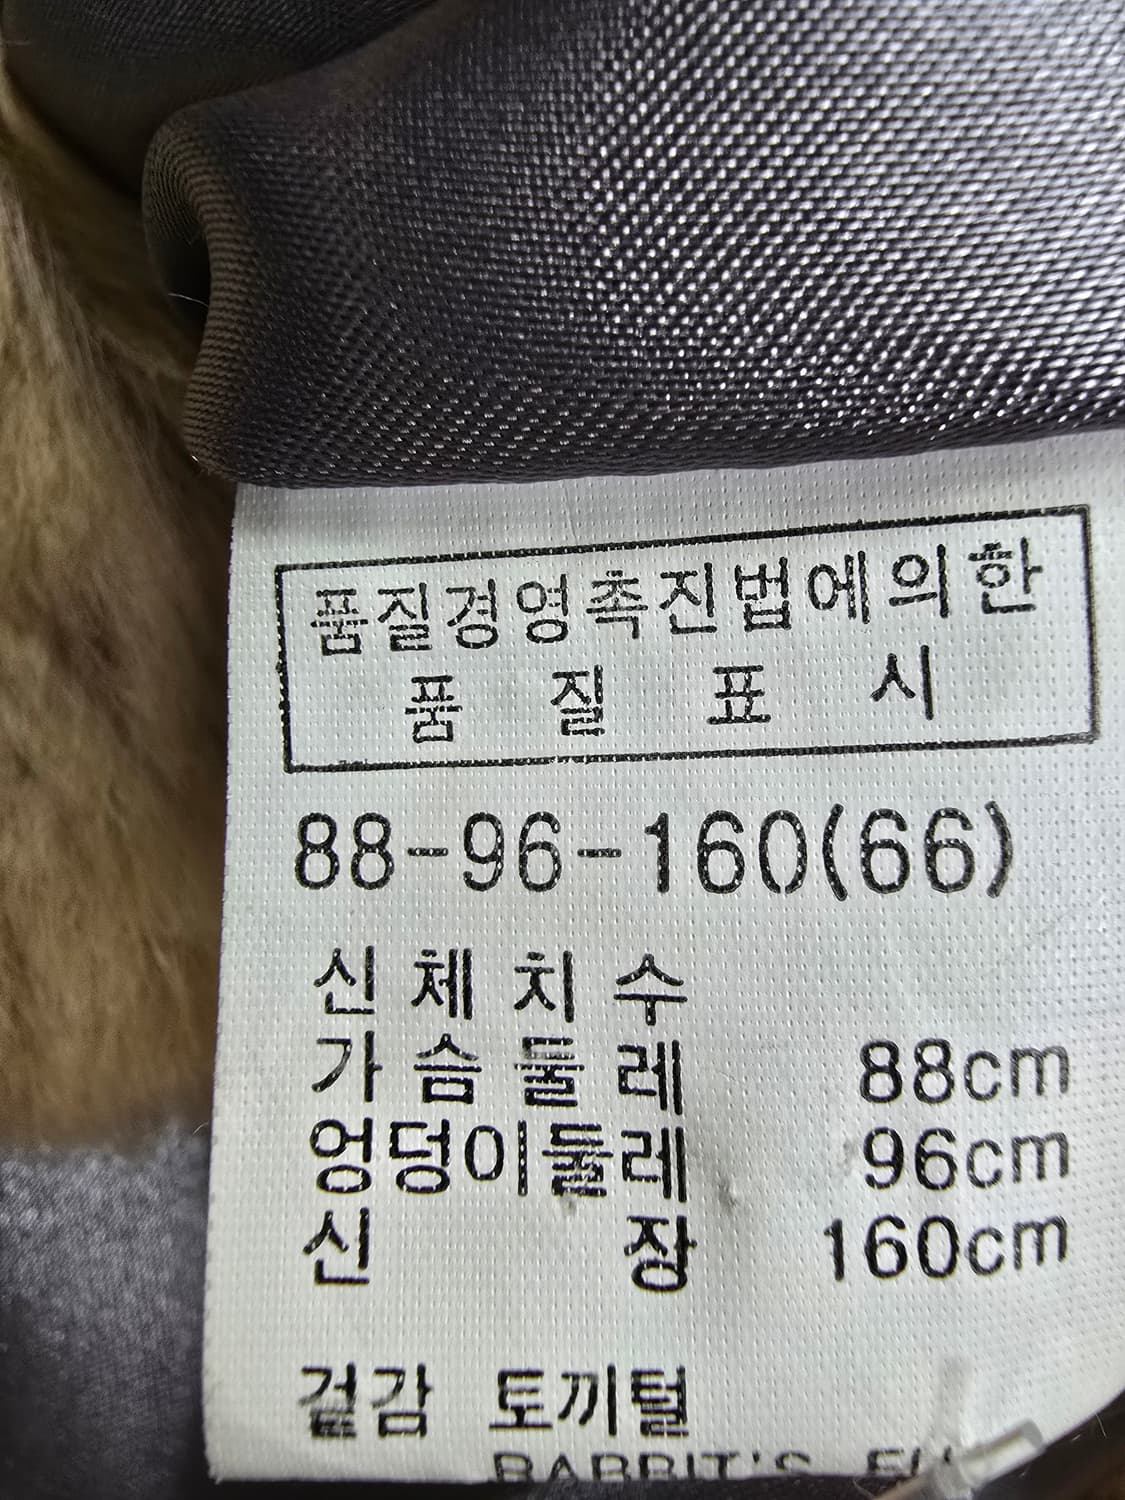 품질경영촉진법에의한
품 질 표 시
88-96-160(66)
신 체 치 수
가 슴 둘 레 88cm
엉덩이둘레 96cm
신 장 160cm
겉감 토끼털
RABBIT'S